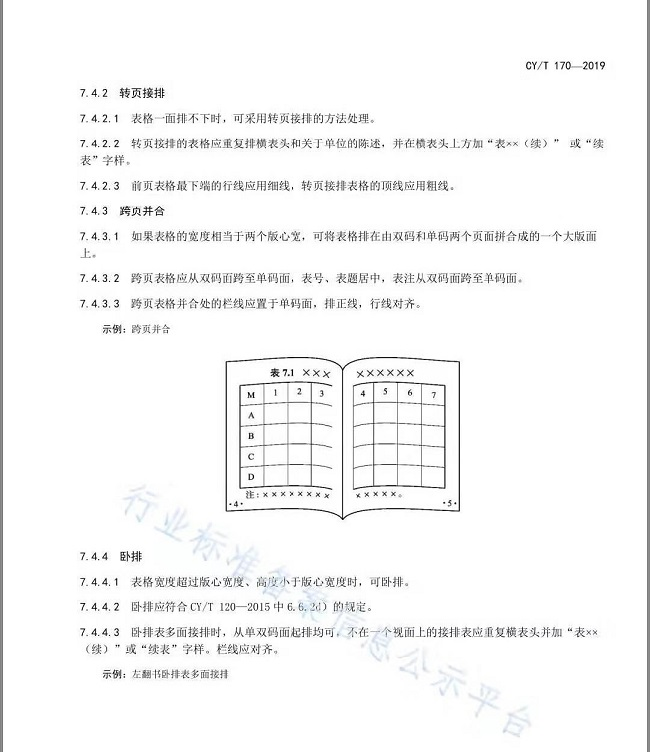 CY/T 170—2019
7.4.2 转页接排
7.4.2.1 表格一面排不下时，可采用转页接排的方法处理。
7.4.2.2 转页接排的表格应重复排横表头和关于单位的陈述，并在横表头上方加“表××（续）” 或“续
表”字样。
7.4.2.3 前页表格最下端的行线应用细线，转页接排表格的顶线应用粗线。
7.4.3 跨页并合
7.4.3.1 如果表格的宽度相当于两个版心宽，可将表格排在由双码和单码两个页面拼合成的一个大版面
上。
7.4.3.2 跨页表格应从双码面跨至单码面，表号、表题居中，表注从双码面跨至单码面。
7.4.3.3 跨页表格并合处的栏线应置于单码面，排正线，行线对齐。
示例：跨页并合
表 7.1 ××× ××××××
M 1 2 3 4 5 6 7
A
B
C
D
注：×××××××× ×××××。
·4· ·5·
7.4.4 卧排
7.4.4.1 表格宽度超过版心宽度、高度小于版心宽度时，可卧排。
7.4.4.2 卧排应符合 CY/T 120—2015 中 6.6.2d）的规定。
7.4.4.3 卧排表多面接排时，从单双码面起排均可，不在一个视面上的接排表应重复横表头并加“表××
（续）”或“续表”字样。栏线应对齐。
示例：左翻书卧排表多面接排
行业标准备案信息公示平台